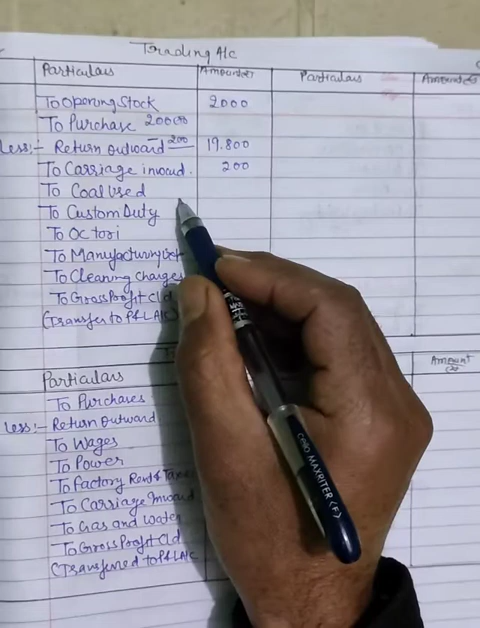 Trading A/c
Particulars Amount Particulars Amount
To Opening Stock 2000
To Purchase 20000
Less:- Return outward 200 19.800
To Carriage inward. 200
To Coal Used
To Custom Duty
To Octori
To Manufacturing
To Cleaning charges
To Gross Profit C/d
(Transfer to P&L A/C)
Particulars Amount
To Purchases
Less:- Return Outward
To Wages
To Power
To Factory Rent &
To Carriage Inward
To Gas and Water
To Gross Profit C/d
(Transferred to P&L A/C
Cello MAXRITER <F>